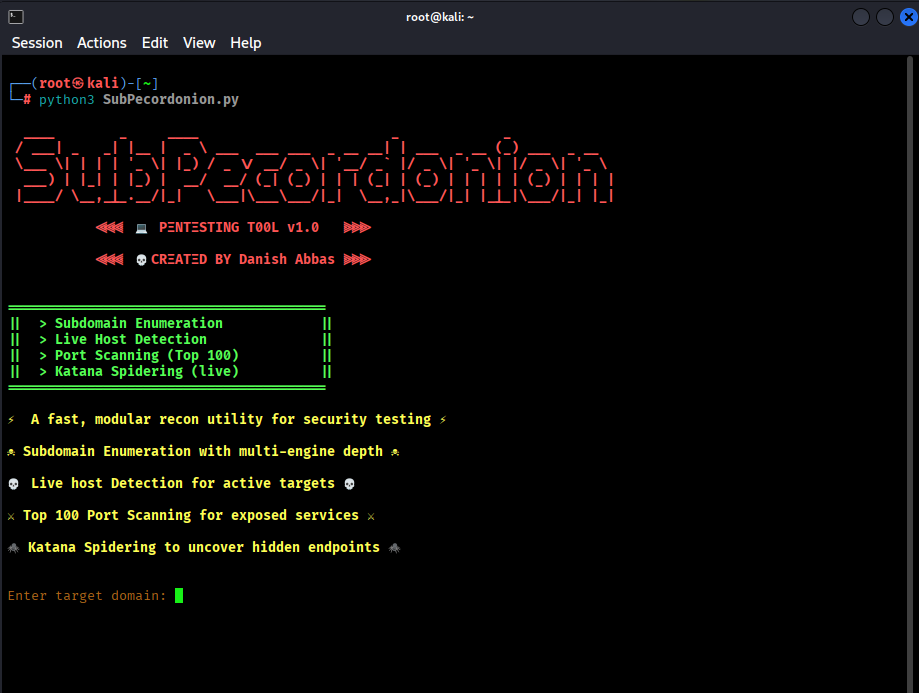 root@kali: ~
Session Actions Edit View Help
┌──(root㉿kali)-[~]
└─# python3 SubPecordonion.py
SubPecordonion
⋘⋘ 💻 PΞNTΞSTING T00L v1.0 ⋙⋙
⋘⋘ 💀CRΞATΞD BY Danish Abbas ⋙⋙
═════════════════════════════════════════
|| > Subdomain Enumeration ||
|| > Live Host Detection ||
|| > Port Scanning (Top 100) ||
|| > Katana Spidering (live) ||
═════════════════════════════════════════
⚡ A fast, modular recon utility for security testing ⚡
☠ Subdomain Enumeration with multi-engine depth ☠
💀 Live host Detection for active targets 💀
⚔ Top 100 Port Scanning for exposed services ⚔
🕷 Katana Spidering to uncover hidden endpoints 🕷
Enter target domain: